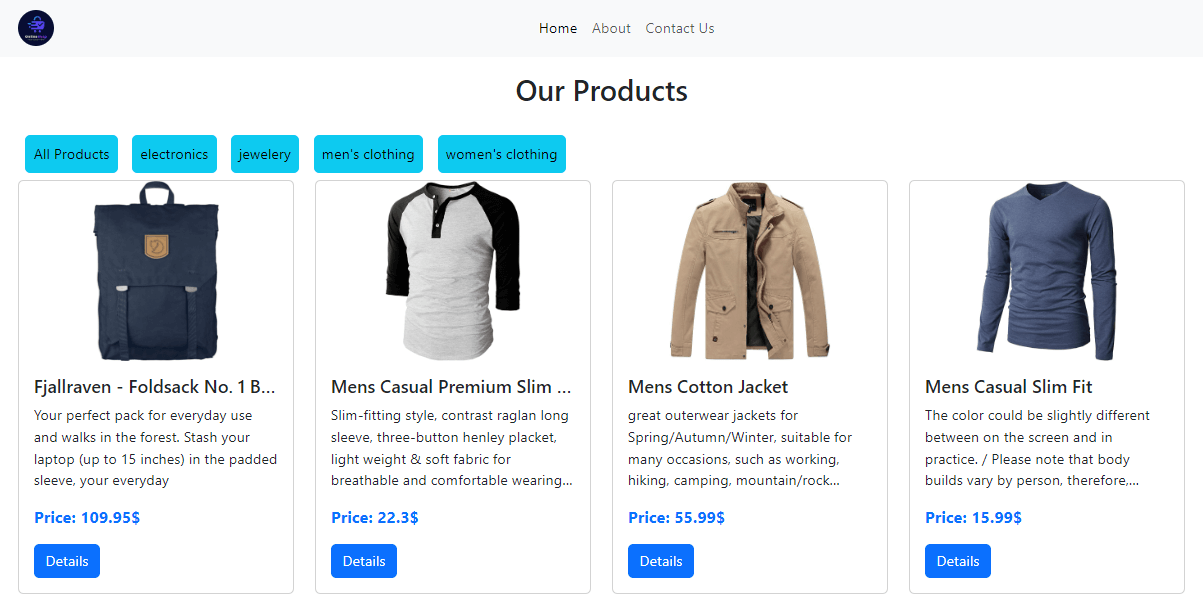 Home About Contact Us
Our Products
All Products electronics jewelery men's clothing women's clothing
Fjallraven - Foldsack No. 1 B...
Your perfect pack for everyday use
and walks in the forest. Stash your
laptop (up to 15 inches) in the padded
sleeve, your everyday
Price: 109.95$
Details
Mens Casual Premium Slim ...
Slim-fitting style, contrast raglan long
sleeve, three-button henley placket,
light weight & soft fabric for
breathable and comfortable wearing...
Price: 22.3$
Details
Mens Cotton Jacket
great outerwear jackets for
Spring/Autumn/Winter, suitable for
many occasions, such as working,
hiking, camping, mountain/rock...
Price: 55.99$
Details
Mens Casual Slim Fit
The color could be slightly different
between on the screen and in
practice. / Please note that body
builds vary by person, therefore,...
Price: 15.99$
Details